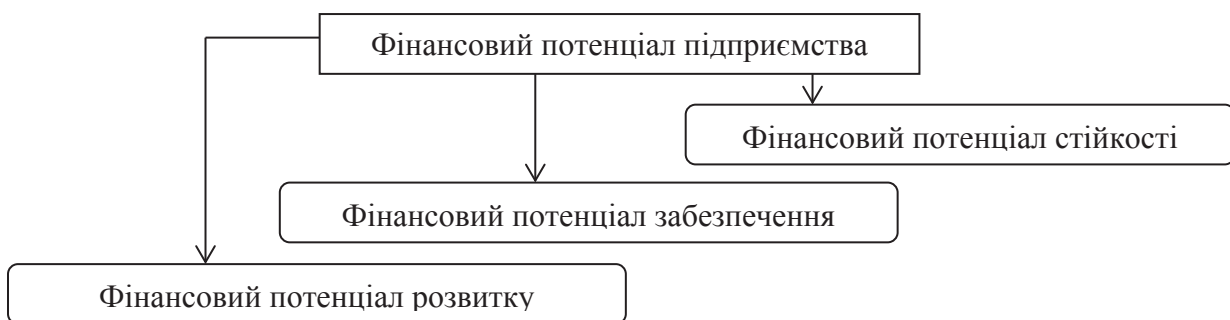 Фінансовий потенціал підприємства
Фінансовий потенціал стійкості
Фінансовий потенціал забезпечення
Фінансовий потенціал розвитку